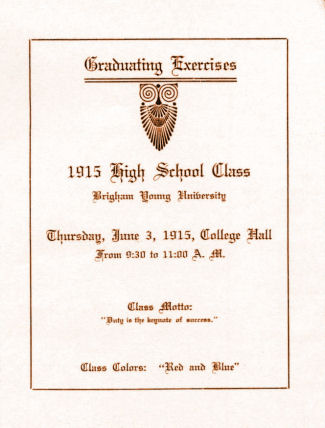 Graduating Exercises
1915 High School Class
Brigham Young University
Thursday, June 3, 1915, College Hall
From 9:30 to 11:00 A. M.
Class Motto:
"Duty is the keynote of success."
Class Colors: "Red and Blue"